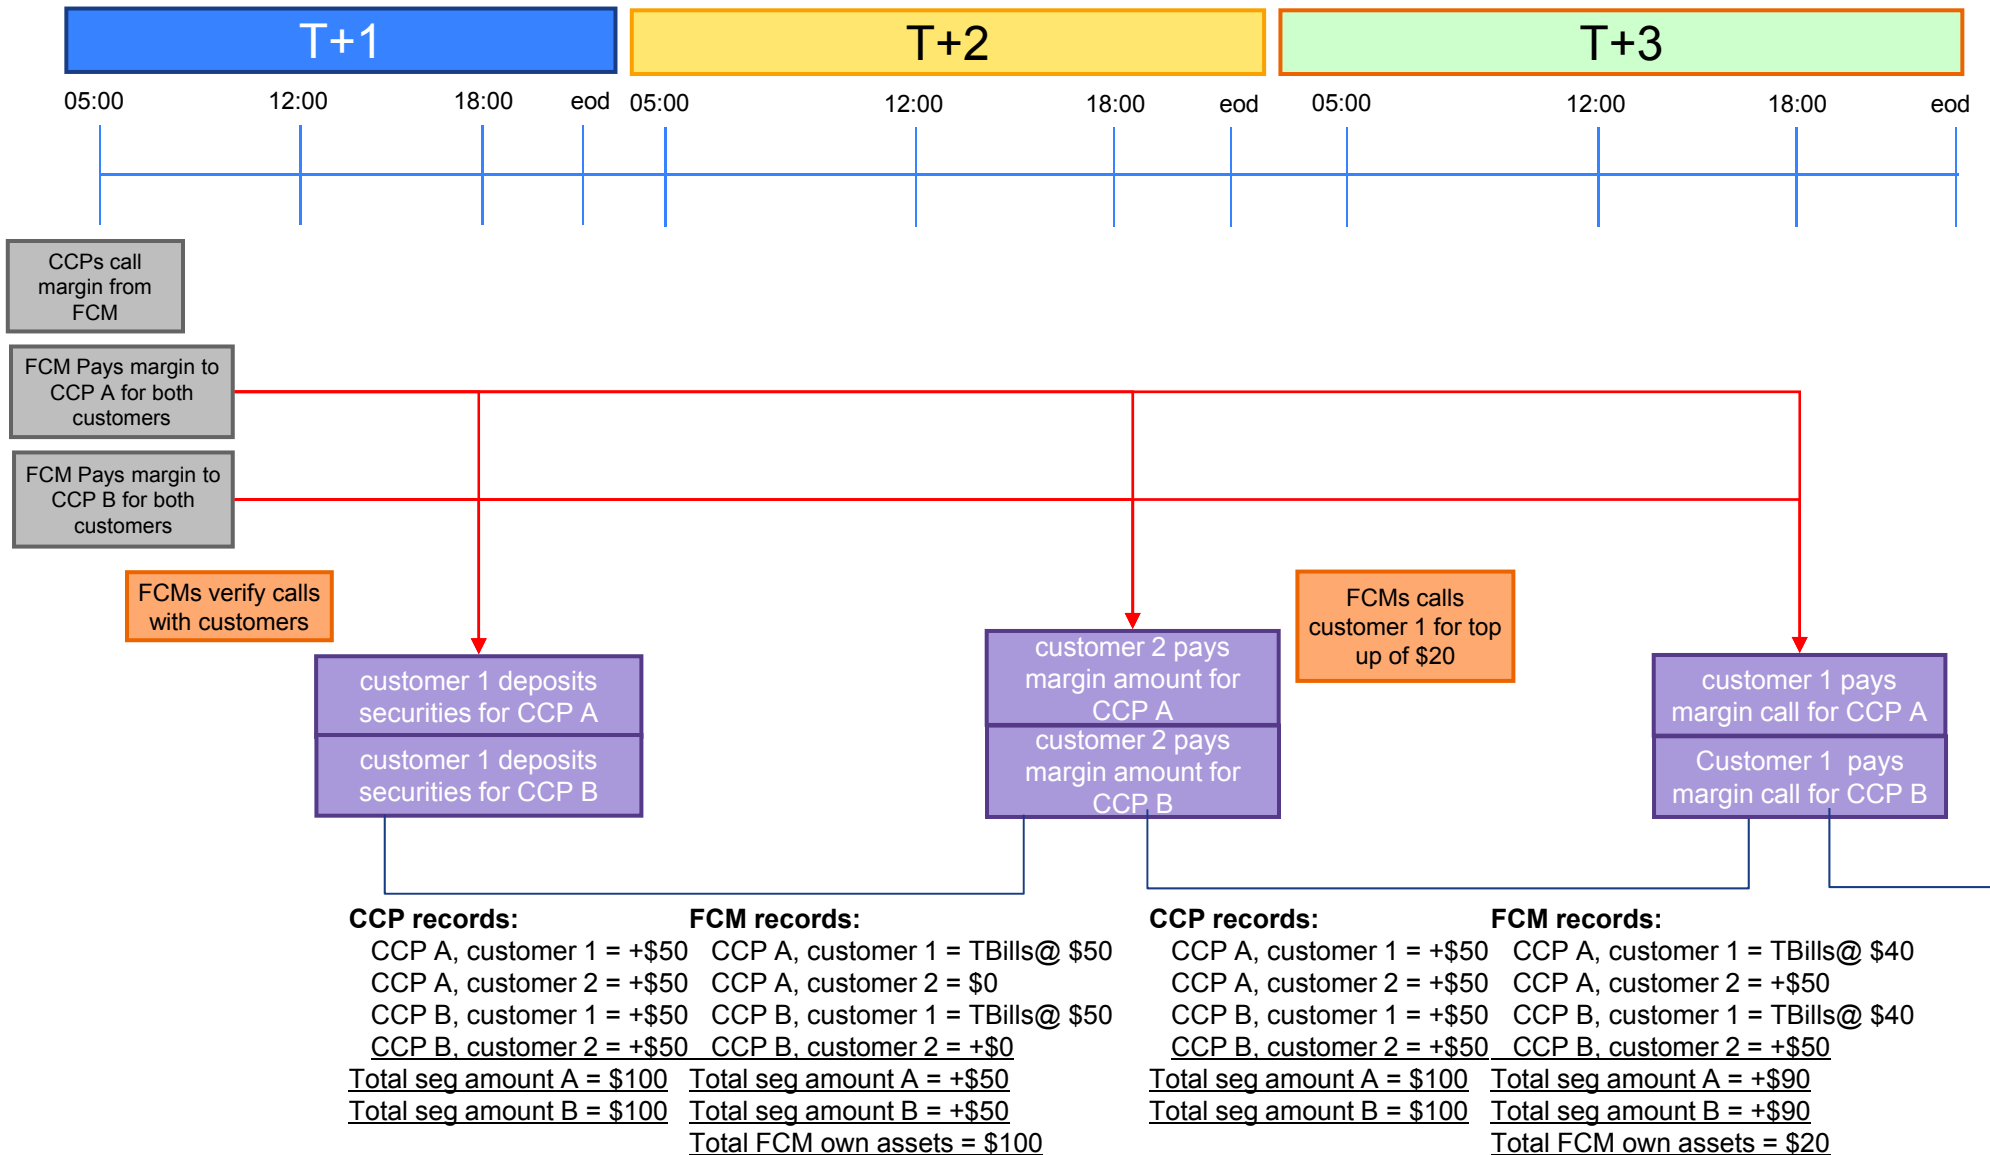 T+1
T+2
T+3
05:00
12:00
18:00
eod
05:00
12:00
18:00
eod
05:00
12:00
18:00
eod
CCPs call
margin from
FCM
FCM Pays margin to
CCP A for both
customers
FCM Pays margin to
CCP B for both
customers
FCMs verify calls
with customers
customer 1 deposits
securities for CCP A
customer 1 deposits
securities for CCP B
customer 2 pays
margin amount for
CCP A
customer 2 pays
margin amount for
CCP B
FCMs calls
customer 1 for top
up of $20
customer 1 pays
margin call for CCP A
Customer 1 pays
margin call for CCP B
CCP records:
CCP A, customer 1 = +$50
CCP A, customer 2 = +$50
CCP B, customer 1 = +$50
CCP B, customer 2 = +$50
Total seg amount A = $100
Total seg amount B = $100
FCM records:
CCP A, customer 1 = TBills@ $50
CCP A, customer 2 = $0
CCP B, customer 1 = TBills@ $50
CCP B, customer 2 = +$0
Total seg amount A = +$50
Total seg amount B = +$50
Total FCM own assets = $100
CCP records:
CCP A, customer 1 = +$50
CCP A, customer 2 = +$50
CCP B, customer 1 = +$50
CCP B, customer 2 = +$50
Total seg amount A = $100
Total seg amount B = $100
FCM records:
CCP A, customer 1 = TBills@ $40
CCP A, customer 2 = +$50
CCP B, customer 1 = TBills@ $40
CCP B, customer 2 = +$50
Total seg amount A = +$90
Total seg amount B = +$90
Total FCM own assets = $20